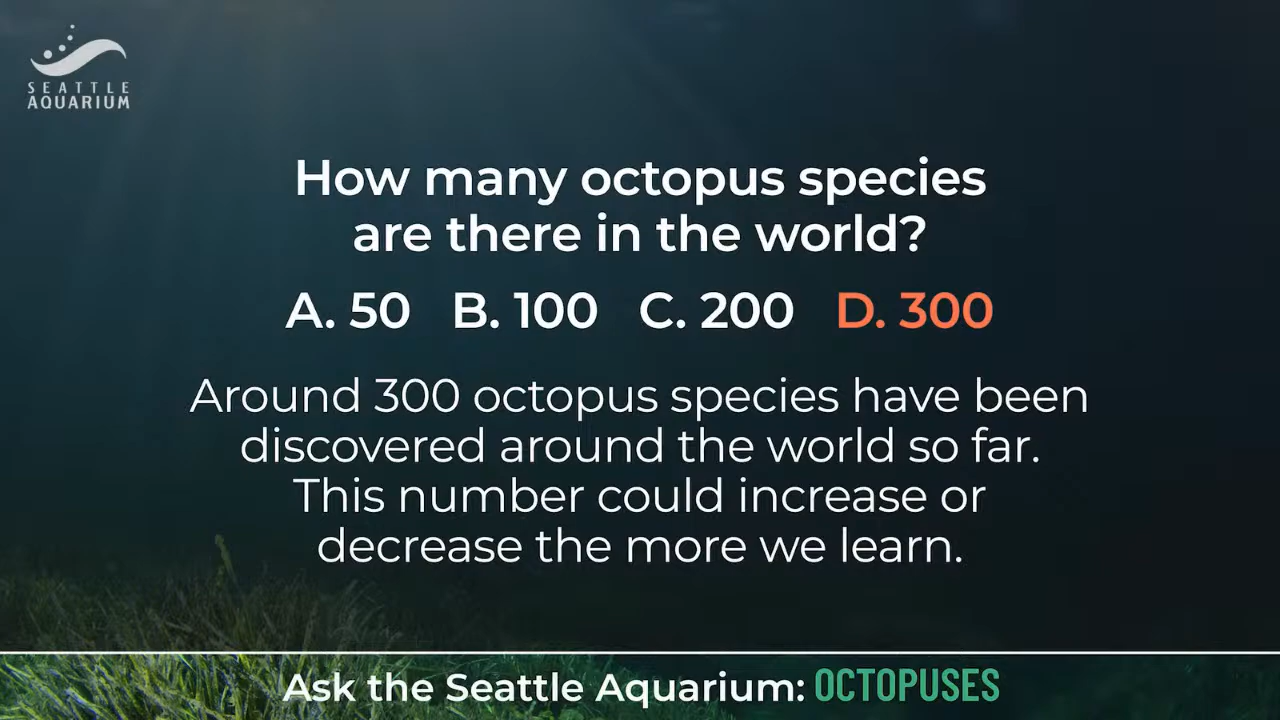 SEATTLE
AQUARIUM
How many octopus species
are there in the world?
A. 50 B. 100 C. 200 D. 300
Around 300 octopus species have been
discovered around the world so far.
This number could increase or
decrease the more we learn.
Ask the Seattle Aquarium: OCTOPUSES